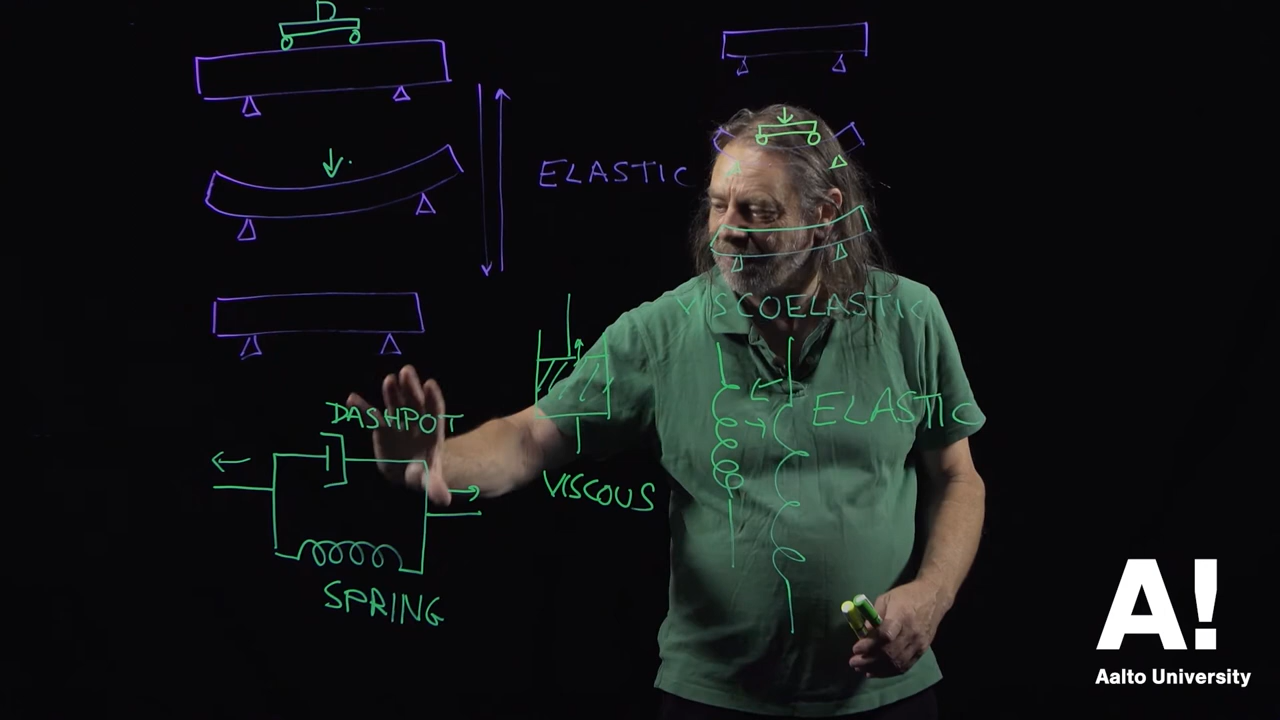 D
ELASTIC
VISCOELASTIC
DASHPOT
ELASTIC
VISCOUS
SPRING
A!
Aalto University